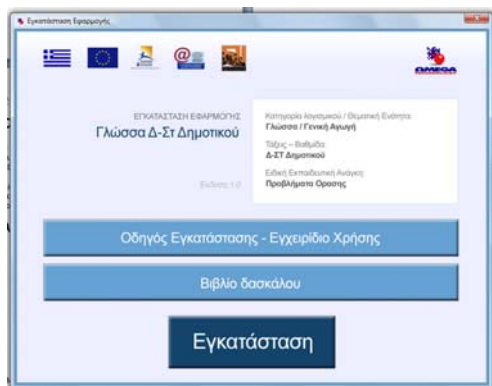 Εγκατάσταση Εφαρμογής
OMEGA
ΕΓΚΑΤΑΣΤΑΣΗ ΕΦΑΡΜΟΓΗΣ
Γλώσσα Δ-Στ Δημοτικού
Έκδοση 1.0
Κατηγορία λογισμικού / Θεματική Ενότητα:
Γλώσσα / Γενική Αγωγή
Τάξεις – Βαθμίδα:
Δ-ΣΤ Δημοτικού
Ειδική Εκπαιδευτική Ανάγκη:
Προβλήματα Όρασης
Οδηγός Εγκατάστασης - Εγχειρίδιο Χρήσης
Βιβλίο δασκάλου
Εγκατάσταση